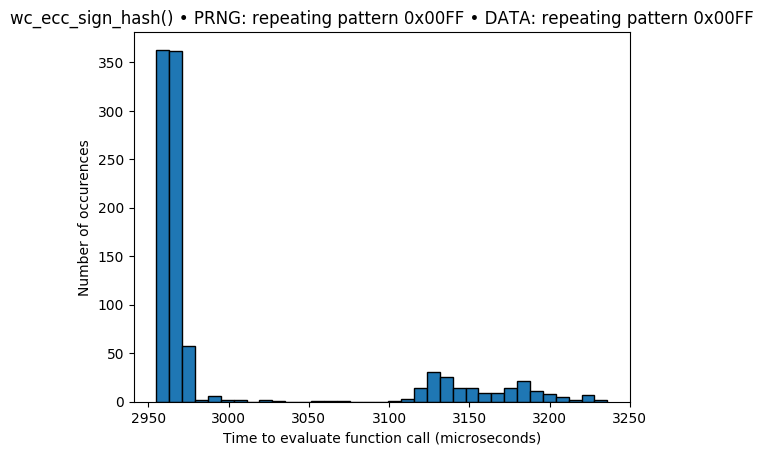 wc_ecc_sign_hash() • PRNG: repeating pattern 0x00FF • DATA: repeating pattern 0x00FF
Number of occurences
350
300
250
200
150
100
50
0
2950 3000 3050 3100 3150 3200 3250
Time to evaluate function call (microseconds)